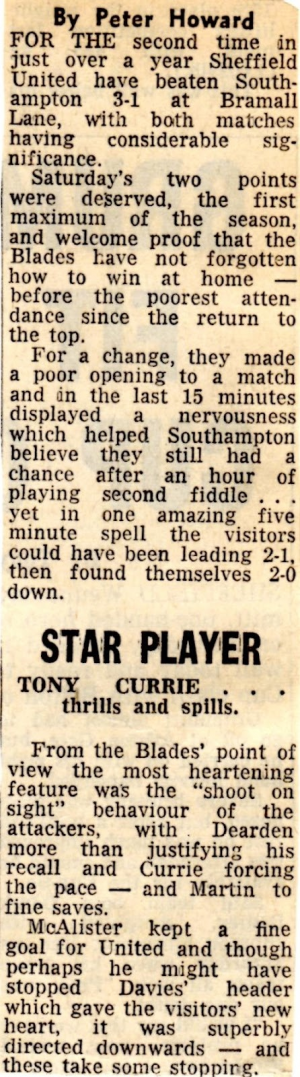 By Peter Howard
FOR THE second time in
just over a year Sheffield
United have beaten South-
ampton 3-1 at Bramall
Lane, with both matches
having considerable sig-
nificance.
Saturday's two points
were deserved, the first
maximum of the season,
and welcome proof that the
Blades have not forgotten
how to win at home —
before the poorest atten-
dance since the return to
the top.
For a change, they made
a poor opening to a match
and in the last 15 minutes
displayed a nervousness
which helped Southampton
believe they still had a
chance after an hour of
playing second fiddle . . .
yet in one amazing five
minute spell the visitors
could have been leading 2-1,
then found themselves 2-0
down.
STAR PLAYER
TONY CURRIE . . .
thrills and spills.
From the Blades' point of
view the most heartening
feature was the "shoot on
sight" behaviour of the
attackers, with Dearden
more than justifying his
recall and Currie forcing
the pace — and Martin to
fine saves.
McAlister kept a fine
goal for United and though
perhaps he might have
stopped Davies' header
which gave the visitors' new
heart, it was superbly
directed downwards — and
these take some stopping.